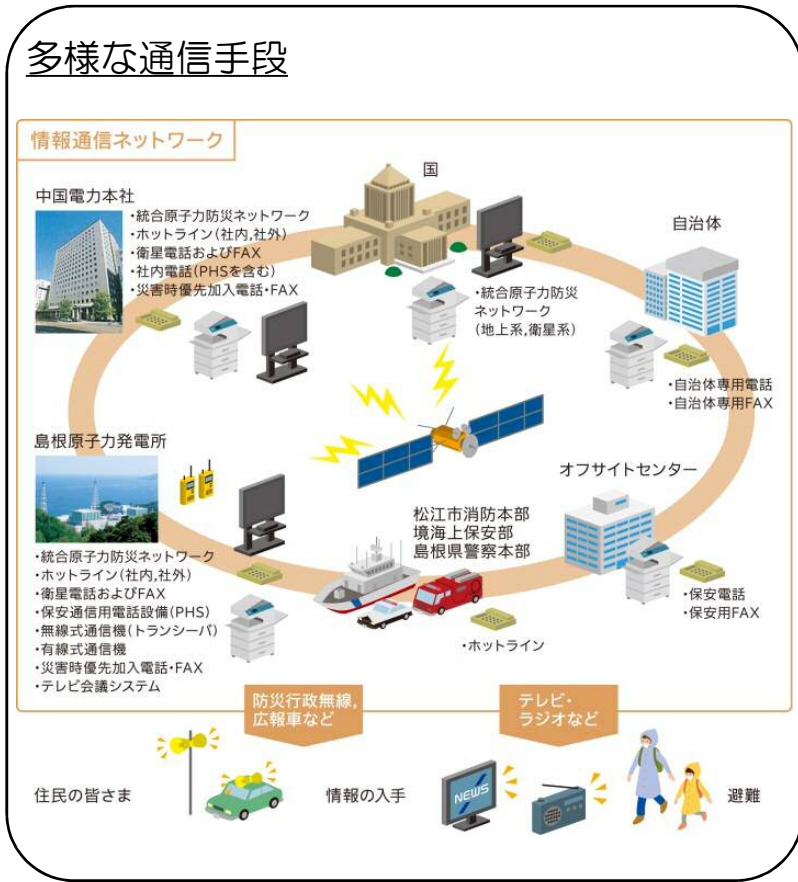 多様な通信手段
情報通信ネットワーク
国
中国電力本社
・統合原子力防災ネットワーク
・ホットライン(社内,社外)
・衛星電話およびFAX
・社内電話(PHSを含む)
・災害時優先加入電話・FAX
・統合原子力防災
ネットワーク
(地上系,衛星系)
自治体
・自治体専用電話
・自治体専用FAX
島根原子力発電所
・統合原子力防災ネットワーク
・ホットライン(社内,社外)
・衛星電話およびFAX
・保安通信用電話設備(PHS)
・無線式通信機(トランシーバ)
・有線式通信機
・災害時優先加入電話・FAX
・テレビ会議システム
松江市消防本部
境海上保安部
島根県警察本部
・ホットライン
オフサイトセンター
・保安電話
・保安用FAX
防災行政無線,
広報車など
テレビ・
ラジオなど
住民の皆さま
情報の入手
NEWS
避難